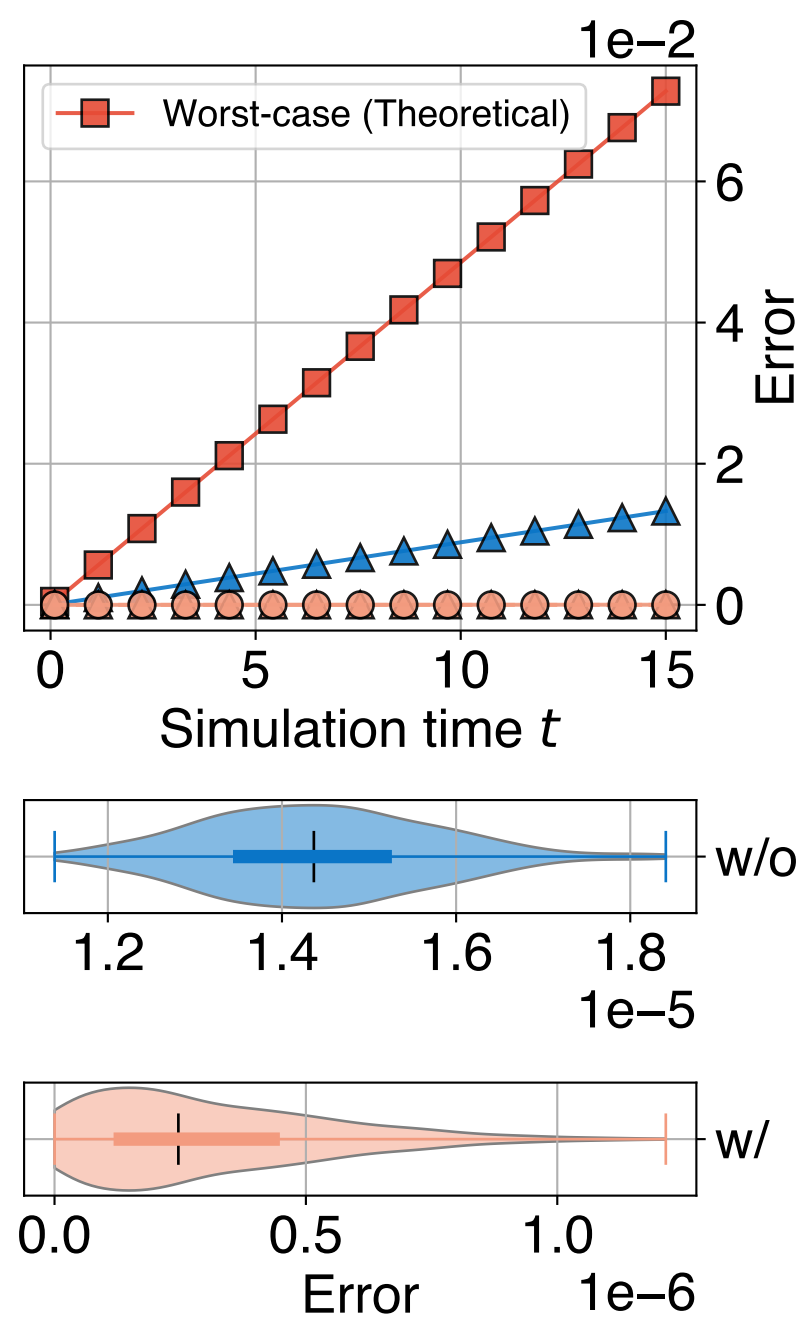 1e−2
Worst-case (Theoretical)
6
4
2
0
Error
0 5 10 15
Simulation time t
w/o
1.2 1.4 1.6 1.8
1e−5
w/
0.0 0.5 1.0
Error 1e−6